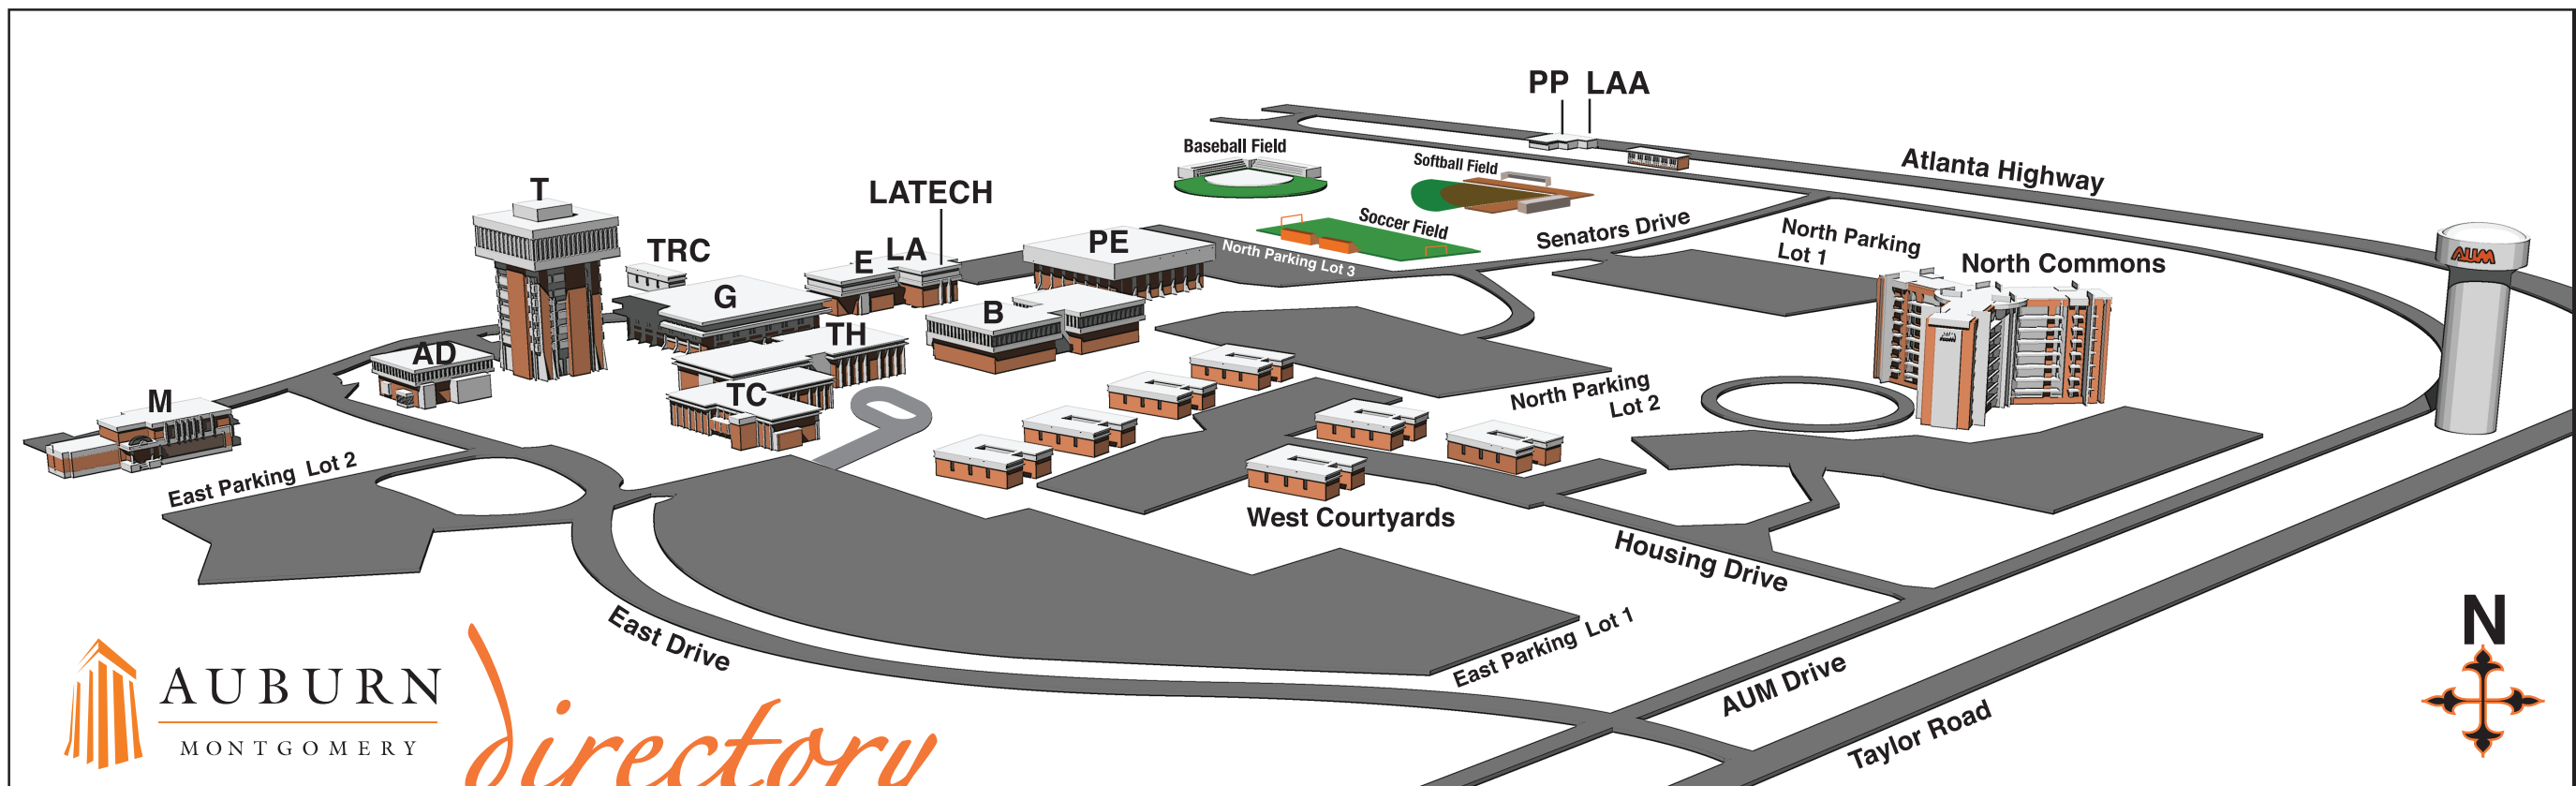 PP LAA
Baseball Field
Softball Field
Atlanta Highway
T
LATECH
Soccer Field
Senators Drive
North Parking
Lot 1
TRC
E
LA
PE
North Parking Lot 3
AUM
North Commons
G
B
TH
AD
TC
M
North Parking
Lot 2
East Parking Lot 2
West Courtyards
Housing Drive
East Drive
East Parking Lot 1
AUM Drive
Taylor Road
N
AUBURN
MONTGOMERY
directory